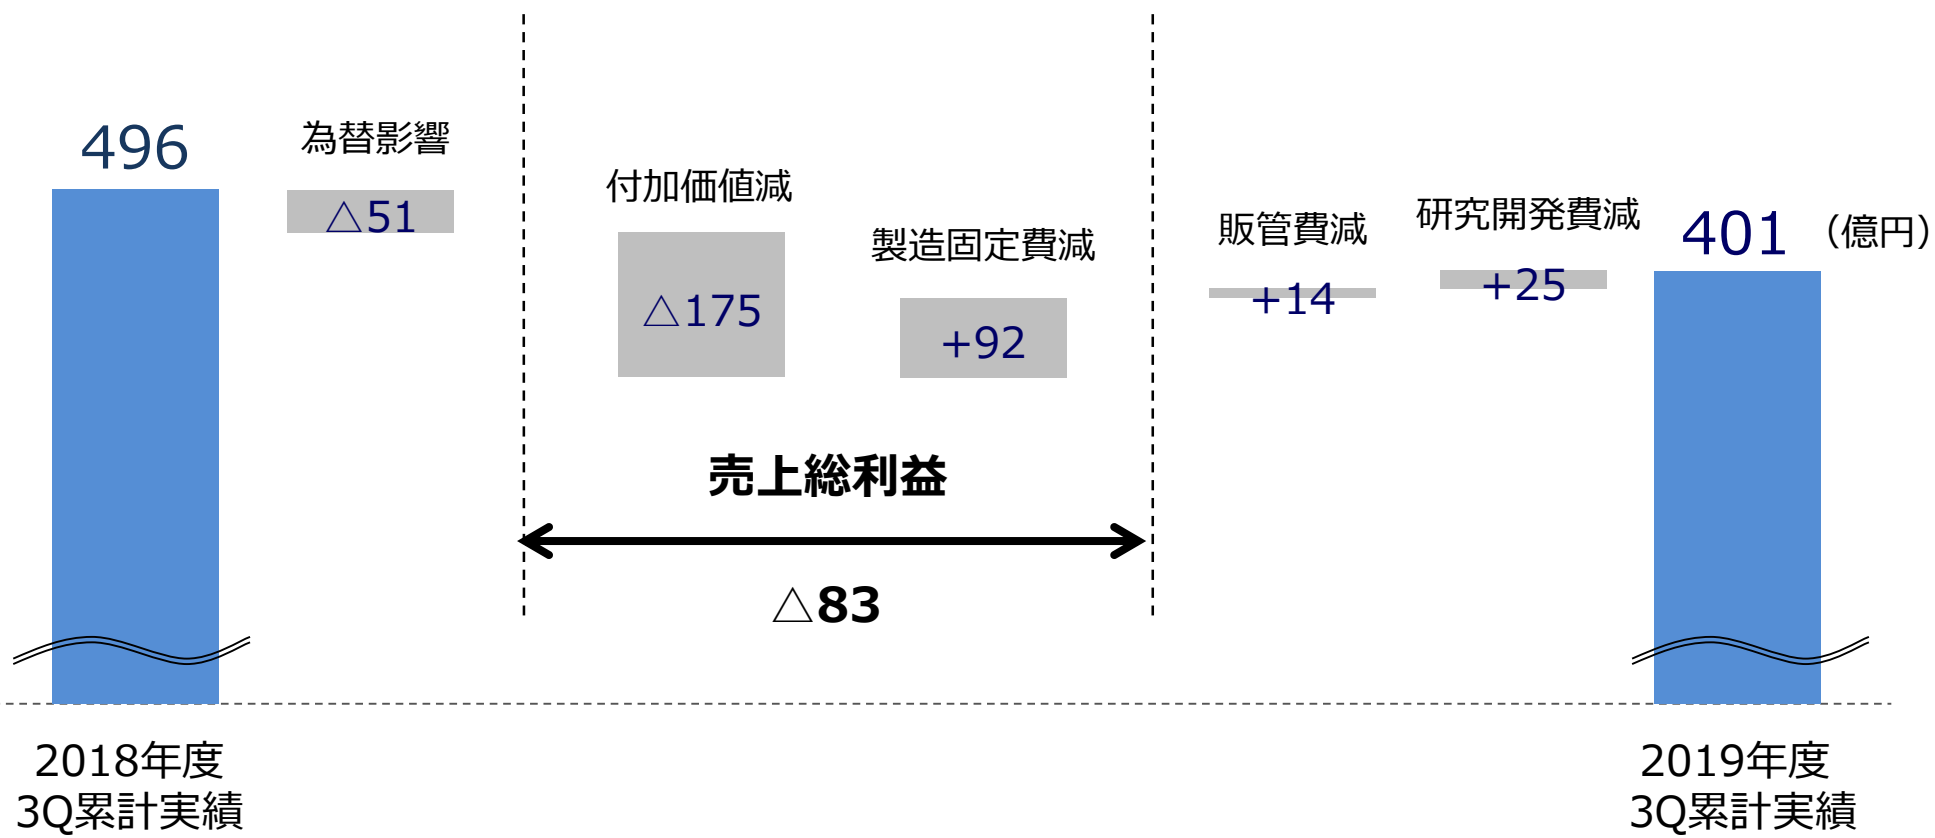 496
為替影響
△51
付加価値減
△175
製造固定費減
+92
売上総利益
△83
販管費減
+14
研究開発費減
+25
401
（億円）
2018年度
3Q累計実績
2019年度
3Q累計実績